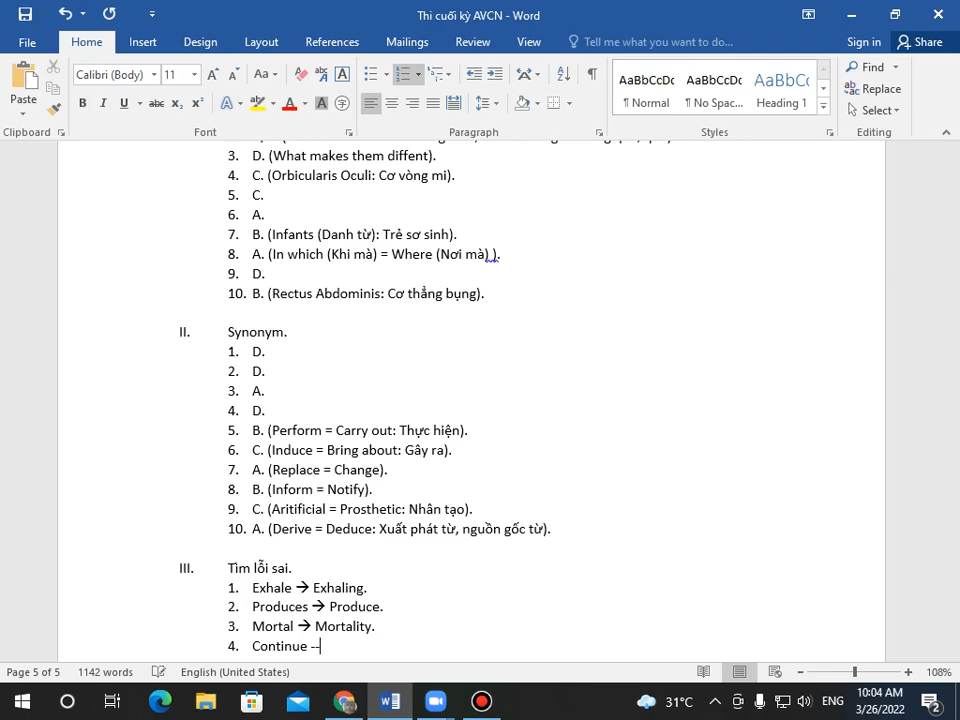 Thi cuối kỳ AVCN - Word
File Home Insert Design Layout References Mailings Review View Tell me what you want to do... Sign in Share
Calibri (Body) 11 Aa AaBbCcDc AaBbCcDc AaBbCc Find
Paste B I U abc x₂ x² A ¶ Normal ¶ No Spac... Heading 1 Replace
Select
Clipboard Font Paragraph Styles Editing
3. D. (What makes them diffent).
4. C. (Orbicularis Oculi: Cơ vòng mi).
5. C.
6. A.
7. B. (Infants (Danh từ): Trẻ sơ sinh).
8. A. (In which (Khi mà) = Where (Nơi mà) ).
9. D.
10. B. (Rectus Abdominis: Cơ thẳng bụng).
II. Synonym.
1. D.
2. D.
3. A.
4. D.
5. B. (Perform = Carry out: Thực hiện).
6. C. (Induce = Bring about: Gây ra).
7. A. (Replace = Change).
8. B. (Inform = Notify).
9. C. (Aritificial = Prosthetic: Nhân tạo).
10. A. (Derive = Deduce: Xuất phát từ, nguồn gốc từ).
III. Tìm lỗi sai.
1. Exhale → Exhaling.
2. Produces → Produce.
3. Mortal → Mortality.
4. Continue --
Page 5 of 5 1142 words English (United States) 108%
31°C ENG 10:04 AM
3/26/2022 2